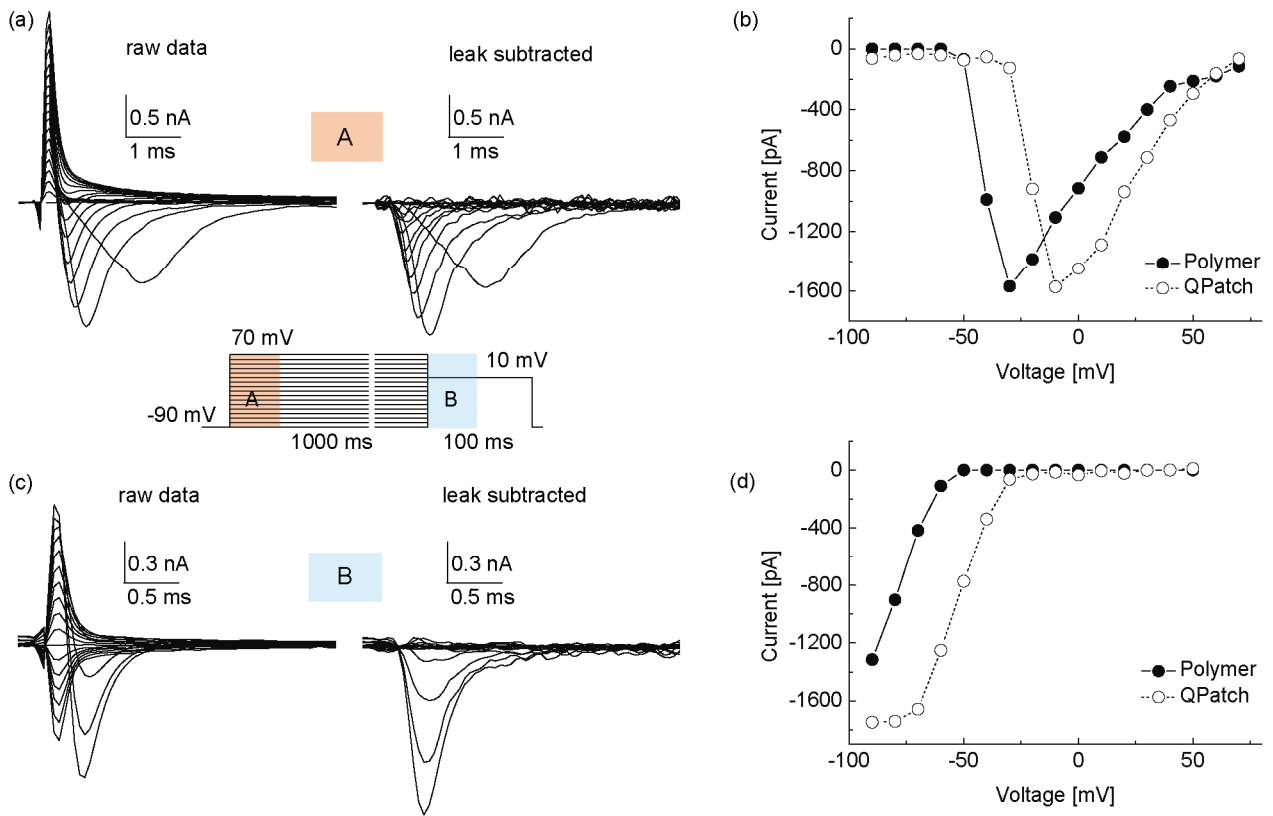 (a)
raw data
leak subtracted
0.5 nA
1 ms
A
0.5 nA
1 ms
70 mV
10 mV
A
B
-90 mV
1000 ms
100 ms
(b)
0
-400
-800
-1200
-1600
Current [pA]
Polymer
QPatch
-100
-50
0
50
Voltage [mV]
(c)
raw data
leak subtracted
0.3 nA
0.5 ms
B
0.3 nA
0.5 ms
(d)
0
-400
-800
-1200
-1600
Current [pA]
Polymer
QPatch
-100
-50
0
50
Voltage [mV]